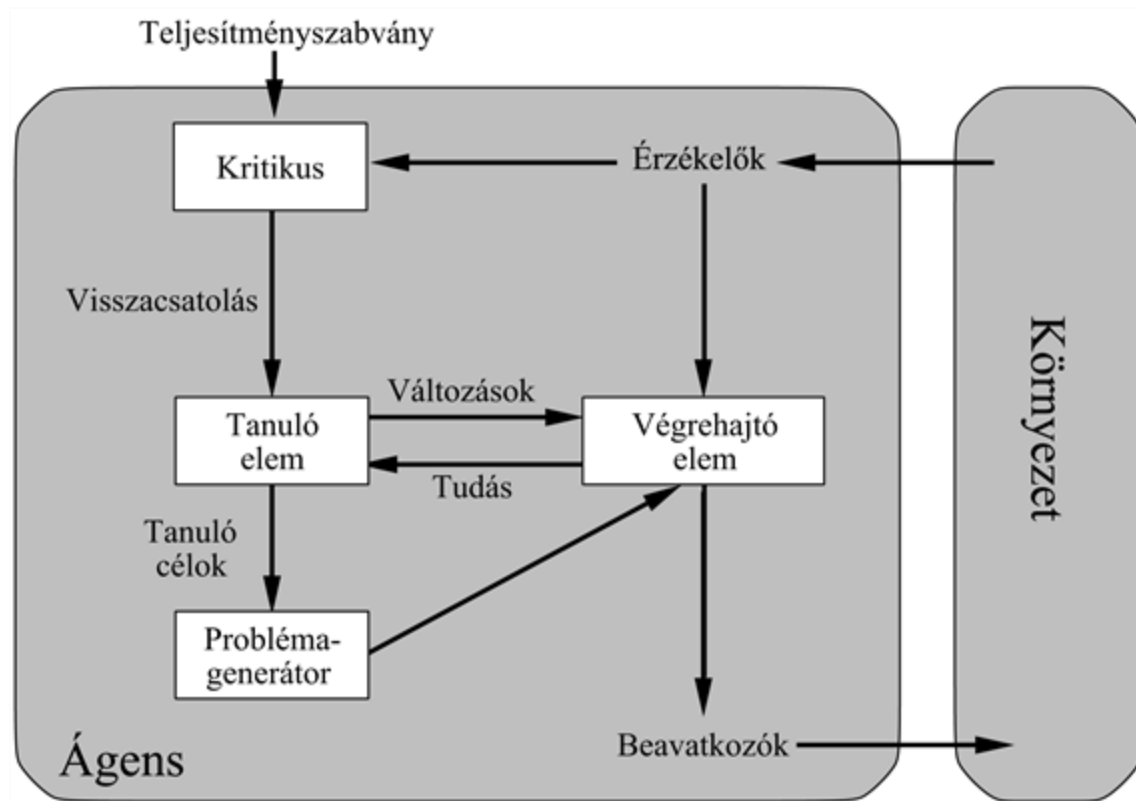 Teljesítményszabvány
Kritikus
Érzékelők
Visszacsatolás
Változások
Tanuló
elem
Végrehajtó
elem
Tudás
Tanuló
célok
Probléma-
generátor
Beavatkozók
Ágens
Környezet